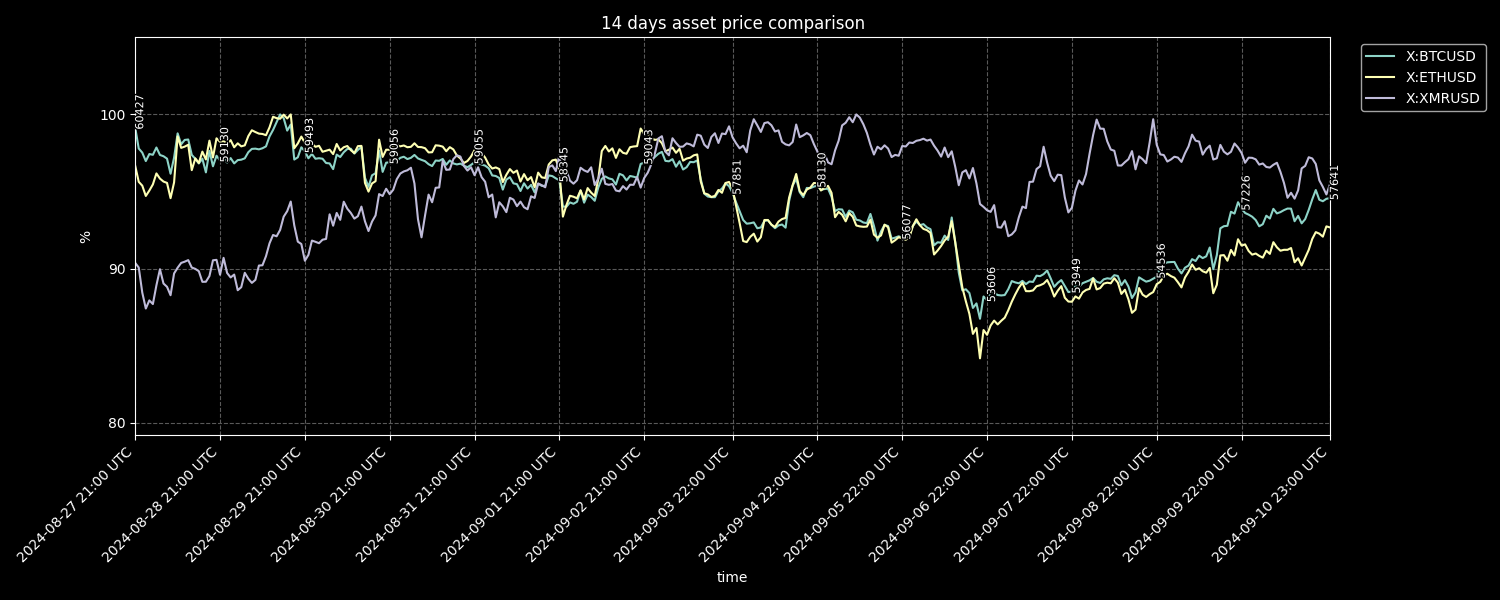 14 days asset price comparison
X:BTCUSD
X:ETHUSD
X:XMRUSD
%
100
90
80
60427
59130
59493
59056
59055
58345
59043
57851
58130
56077
53606
53949
54536
57226
57641
2024-08-27 21:00 UTC
2024-08-28 21:00 UTC
2024-08-29 21:00 UTC
2024-08-30 21:00 UTC
2024-08-31 21:00 UTC
2024-09-01 21:00 UTC
2024-09-02 21:00 UTC
2024-09-03 22:00 UTC
2024-09-04 22:00 UTC
2024-09-05 22:00 UTC
2024-09-06 22:00 UTC
2024-09-07 22:00 UTC
2024-09-08 22:00 UTC
2024-09-09 22:00 UTC
2024-09-10 23:00 UTC
time